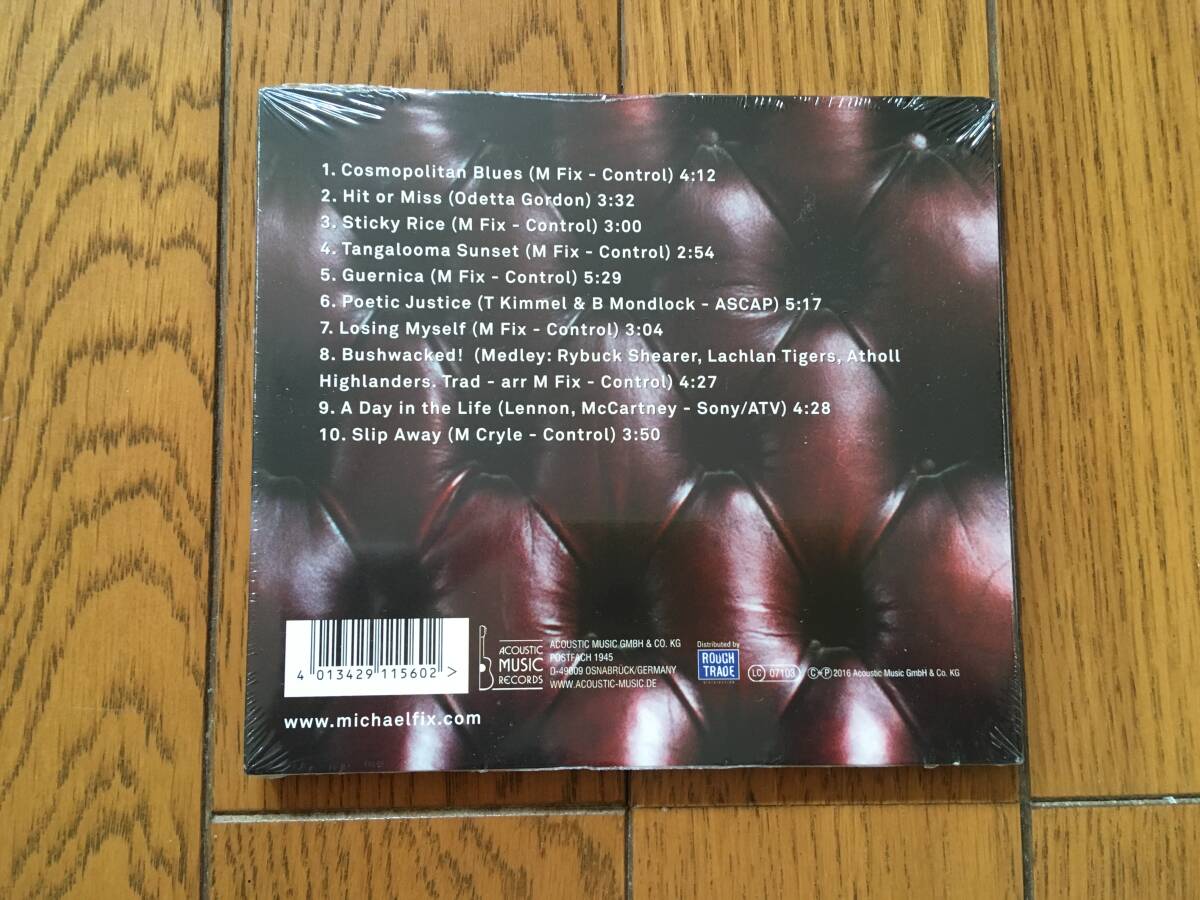 1. Cosmopolitan Blues (M Fix - Control) 4:12
2. Hit or Miss (Odetta Gordon) 3:32
3. Sticky Rice (M Fix - Control) 3:00
4. Tangalooma Sunset (M Fix - Control) 2:54
5. Guernica (M Fix - Control) 5:29
6. Poetic Justice (T Kimmel & B Mondlock - ASCAP) 5:17
7. Losing Myself (M Fix - Control) 3:04
8. Bushwacked! (Medley: Rybuck Shearer, Lachlan Tigers, Atholl
Highlanders. Trad - arr M Fix - Control) 4:27
9. A Day in the Life (Lennon, McCartney - Sony/ATV) 4:28
10. Slip Away (M Cryle - Control) 3:50
4 013429 115602 >
ACOUSTIC
MUSIC
RECORDS
ACOUSTIC MUSIC GMBH & CO. KG
POSTFACH 1945
D-49009 OSNABRÜCK/GERMANY
WWW.ACOUSTIC-MUSIC.DE
Distributed by
ROUGH
TRADE
DISTRIBUTION
LC 07103
©+℗ 2016 Acoustic Music GmbH & Co. KG
www.michaelfix.com